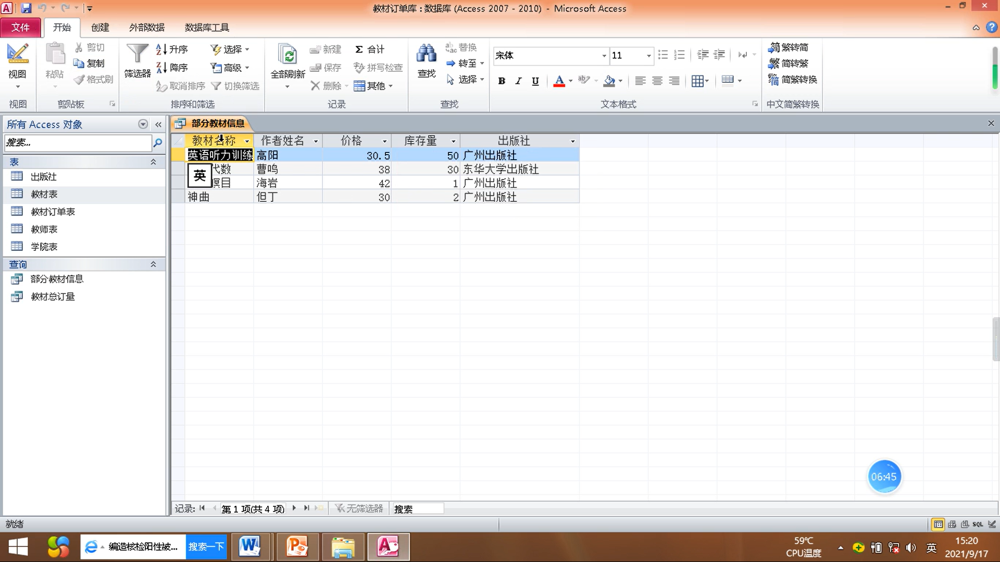 教材订单库 : 数据库 (Access 2007 - 2010) - Microsoft Access
文件 开始 创建 外部数据 数据库工具
视图 粘贴 剪切 复制 格式刷
筛选器 升序 降序 取消排序 选择 高级 切换筛选
全部刷新 新建 保存 删除 合计 拼写检查 其他
查找 替换 转至 选择
宋体 11
B I U A ab
繁转简
简转繁
简繁转换
视图 剪贴板 排序和筛选 记录 查找 文本格式 中文简繁转换
所有 Access 对象
搜索...
表
出版社
教材表
教材订单表
教师表
学院表
查询
部分教材信息
教材总订量
部分教材信息
教材名称 作者姓名 价格 库存量 出版社
英语听力训练 高阳 30.5 50 广州出版社
代数 曹鸣 38 30 东华大学出版社
瞑目 海岩 42 1 广州出版社
神曲 但丁 30 2 广州出版社
英
06:45
记录: 第 1 项(共 4 项) 无筛选器 搜索
就绪 SQL
编造核检阳性被... 搜索一下
59℃
CPU温度
英
15:20
2021/9/17